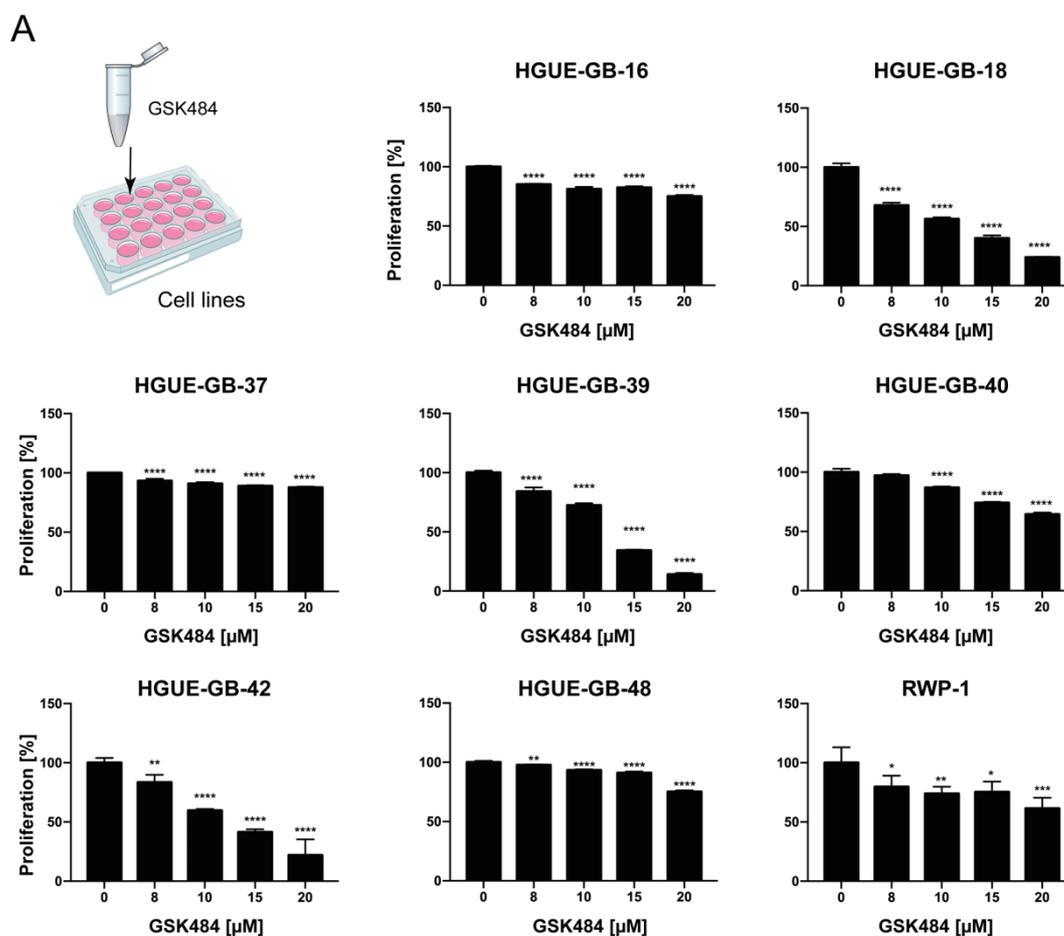 A
GSK484
Cell lines
HGUE-GB-16
Proliferation [%]
150
100
50
0
**** **** **** ****
0 8 10 15 20
GSK484 [µM]
HGUE-GB-18
150
100
50
0
**** **** **** ****
0 8 10 15 20
GSK484 [µM]
HGUE-GB-37
Proliferation [%]
150
100
50
0
**** **** **** ****
0 8 10 15 20
GSK484 [µM]
HGUE-GB-39
150
100
50
0
**** **** **** ****
0 8 10 15 20
GSK484 [µM]
HGUE-GB-40
150
100
50
0
**** **** ****
0 8 10 15 20
GSK484 [µM]
HGUE-GB-42
Proliferation [%]
150
100
50
0
** **** **** ****
0 8 10 15 20
GSK484 [µM]
HGUE-GB-48
150
100
50
0
** **** **** ****
0 8 10 15 20
GSK484 [µM]
RWP-1
150
100
50
0
* ** * ***
0 8 10 15 20
GSK484 [µM]